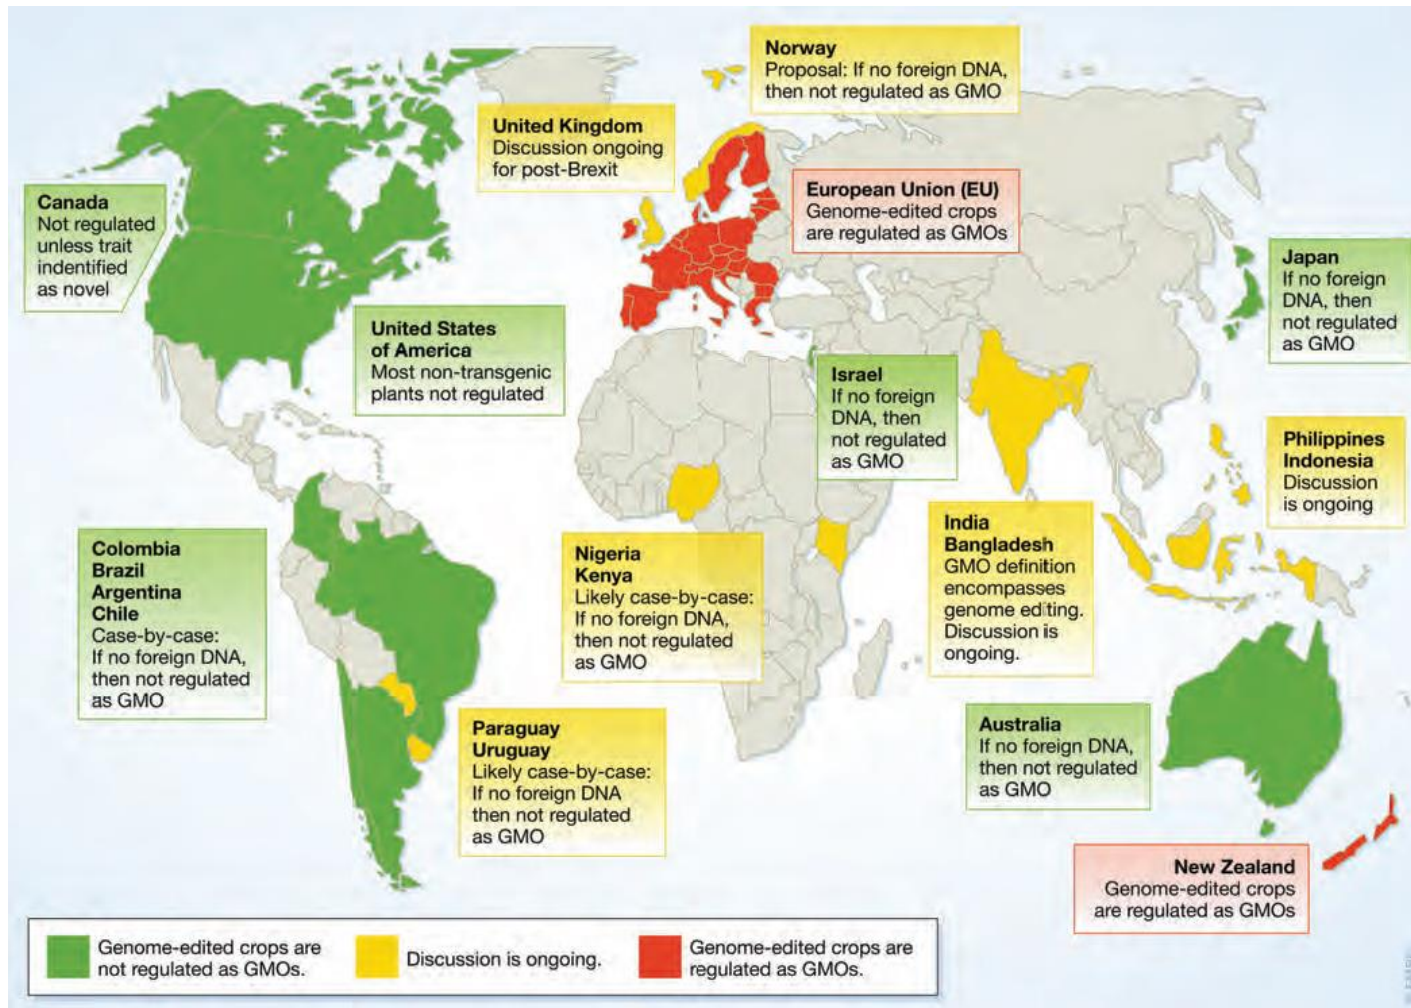 Norway
Proposal: If no foreign DNA,
then not regulated as GMO
United Kingdom
Discussion ongoing
for post-Brexit
European Union (EU)
Genome-edited crops
are regulated as GMOs
Canada
Not regulated
unless trait
indentified
as novel
United States
of America
Most non-transgenic
plants not regulated
Japan
If no foreign
DNA, then
not regulated
as GMO
Israel
If no foreign
DNA, then
not regulated
as GMO
Philippines
Indonesia
Discussion
is ongoing
Colombia
Brazil
Argentina
Chile
Case-by-case:
If no foreign DNA,
then not regulated
as GMO
Nigeria
Kenya
Likely case-by-case:
If no foreign DNA,
then not regulated
as GMO
India
Bangladesh
GMO definition
encompasses
genome editing.
Discussion is
ongoing.
Paraguay
Uruguay
Likely case-by-case:
If no foreign DNA
then not regulated
as GMO
Australia
If no foreign DNA,
then not regulated
as GMO
New Zealand
Genome-edited crops
are regulated as GMOs
Genome-edited crops are
not regulated as GMOs.
Discussion is ongoing.
Genome-edited crops are
regulated as GMOs.